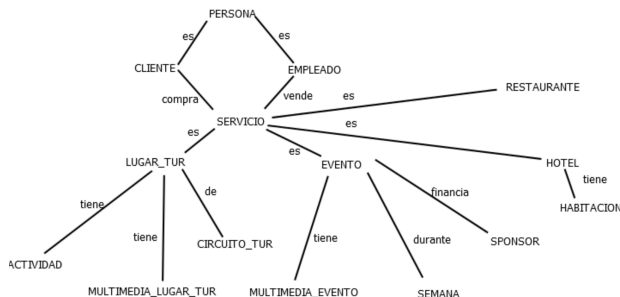 PERSONA
es
es
CLIENTE
EMPLEADO
compra
vende
es
RESTAURANTE
SERVICIO
es
es
es
LUGAR_TUR
EVENTO
HOTEL
tiene
tiene
de
financia
HABITACION
tiene
tiene
durante
CIRCUITO_TUR
SPONSOR
ACTIVIDAD
MULTIMEDIA_LUGAR_TUR
MULTIMEDIA_EVENTO
SEMANA